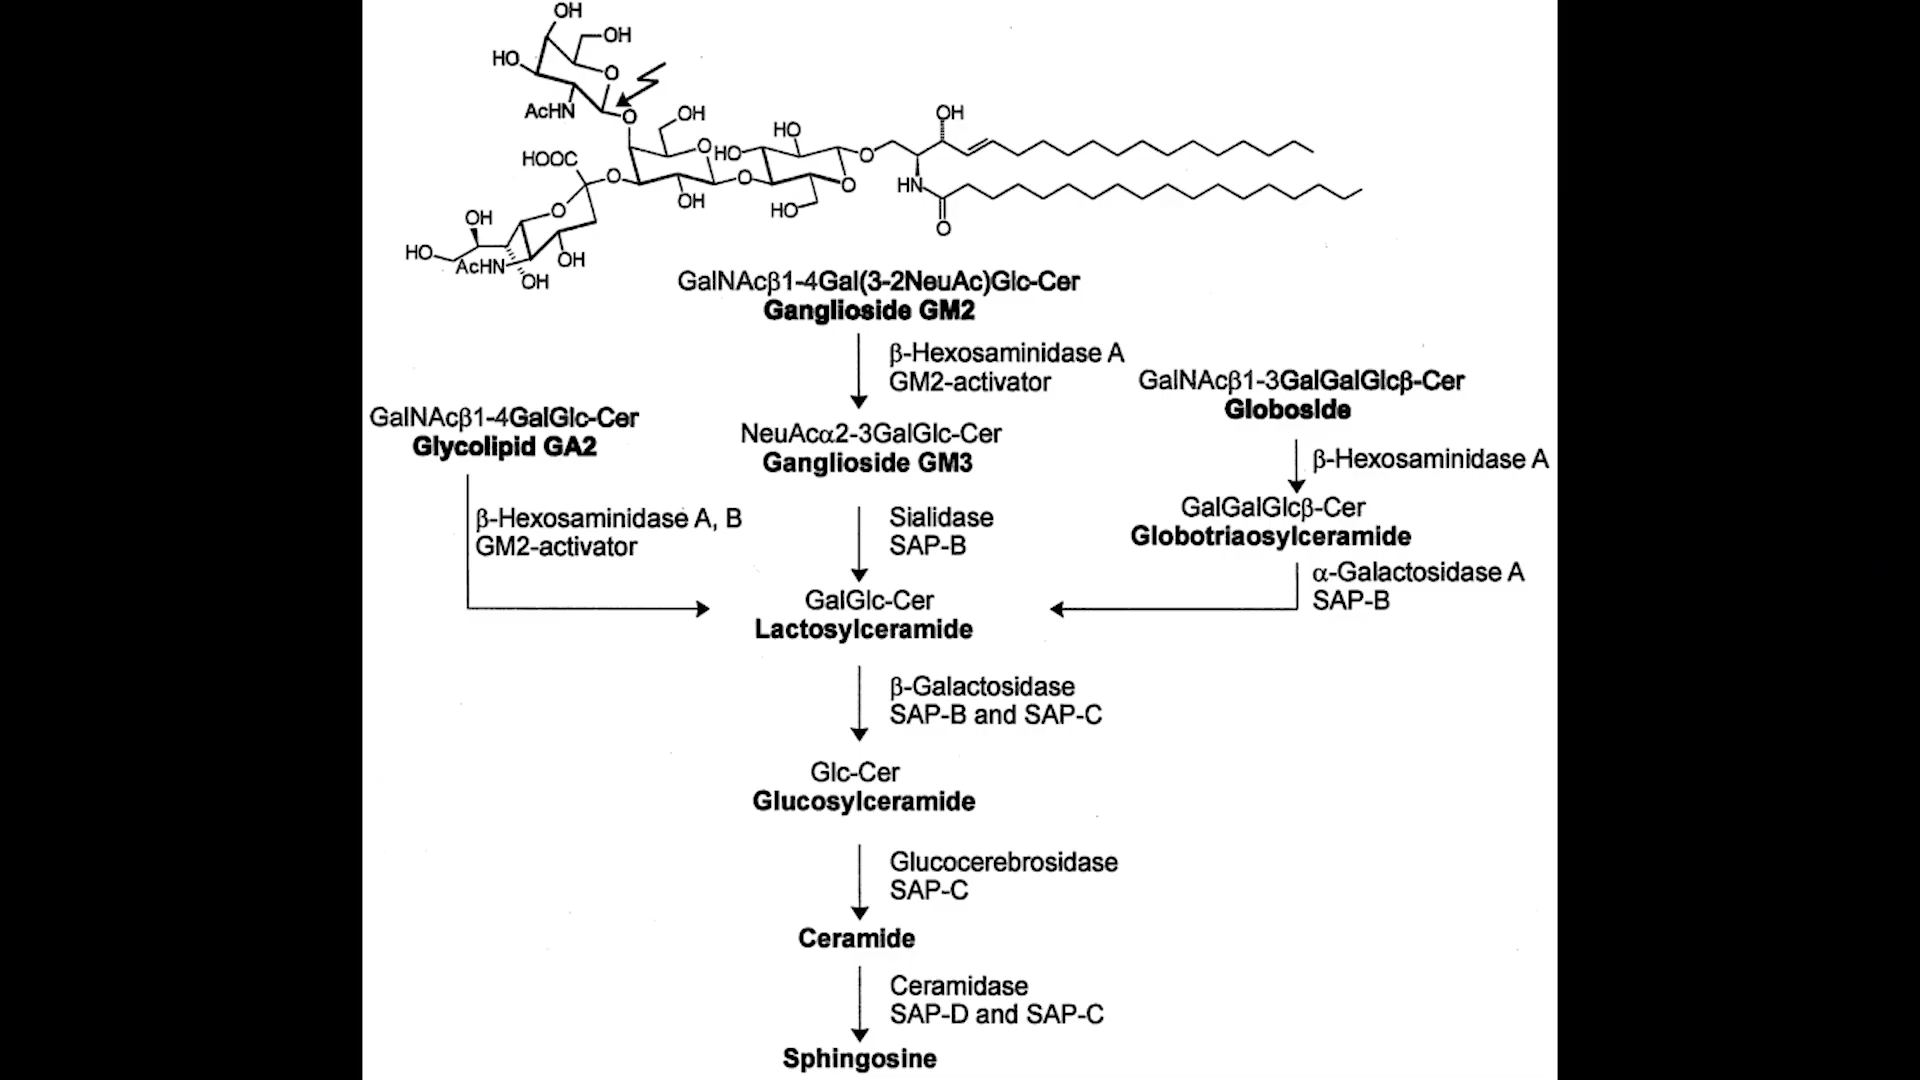 OH
OH
HO
O
AcHN
O
OH
HOOC
O
O
HO
HO
O
OH
O
HO
O
OH
HN
O
O
OH
HO
AcHN
OH
OH
GalNAcβ1-4Gal(3-2NeuAc)Glc-Cer
Ganglioside GM2
β-Hexosaminidase A
GM2-activator
GalNAcβ1-3GalGalGlcβ-Cer
Globoside
GalNAcβ1-4GalGlc-Cer
Glycolipid GA2
NeuAcα2-3GalGlc-Cer
Ganglioside GM3
β-Hexosaminidase A
GalGalGlcβ-Cer
Globotriaosylceramide
β-Hexosaminidase A, B
GM2-activator
Sialidase
SAP-B
α-Galactosidase A
SAP-B
GalGlc-Cer
Lactosylceramide
β-Galactosidase
SAP-B and SAP-C
Glc-Cer
Glucosylceramide
Glucocerebrosidase
SAP-C
Ceramide
Ceramidase
SAP-D and SAP-C
Sphingosine